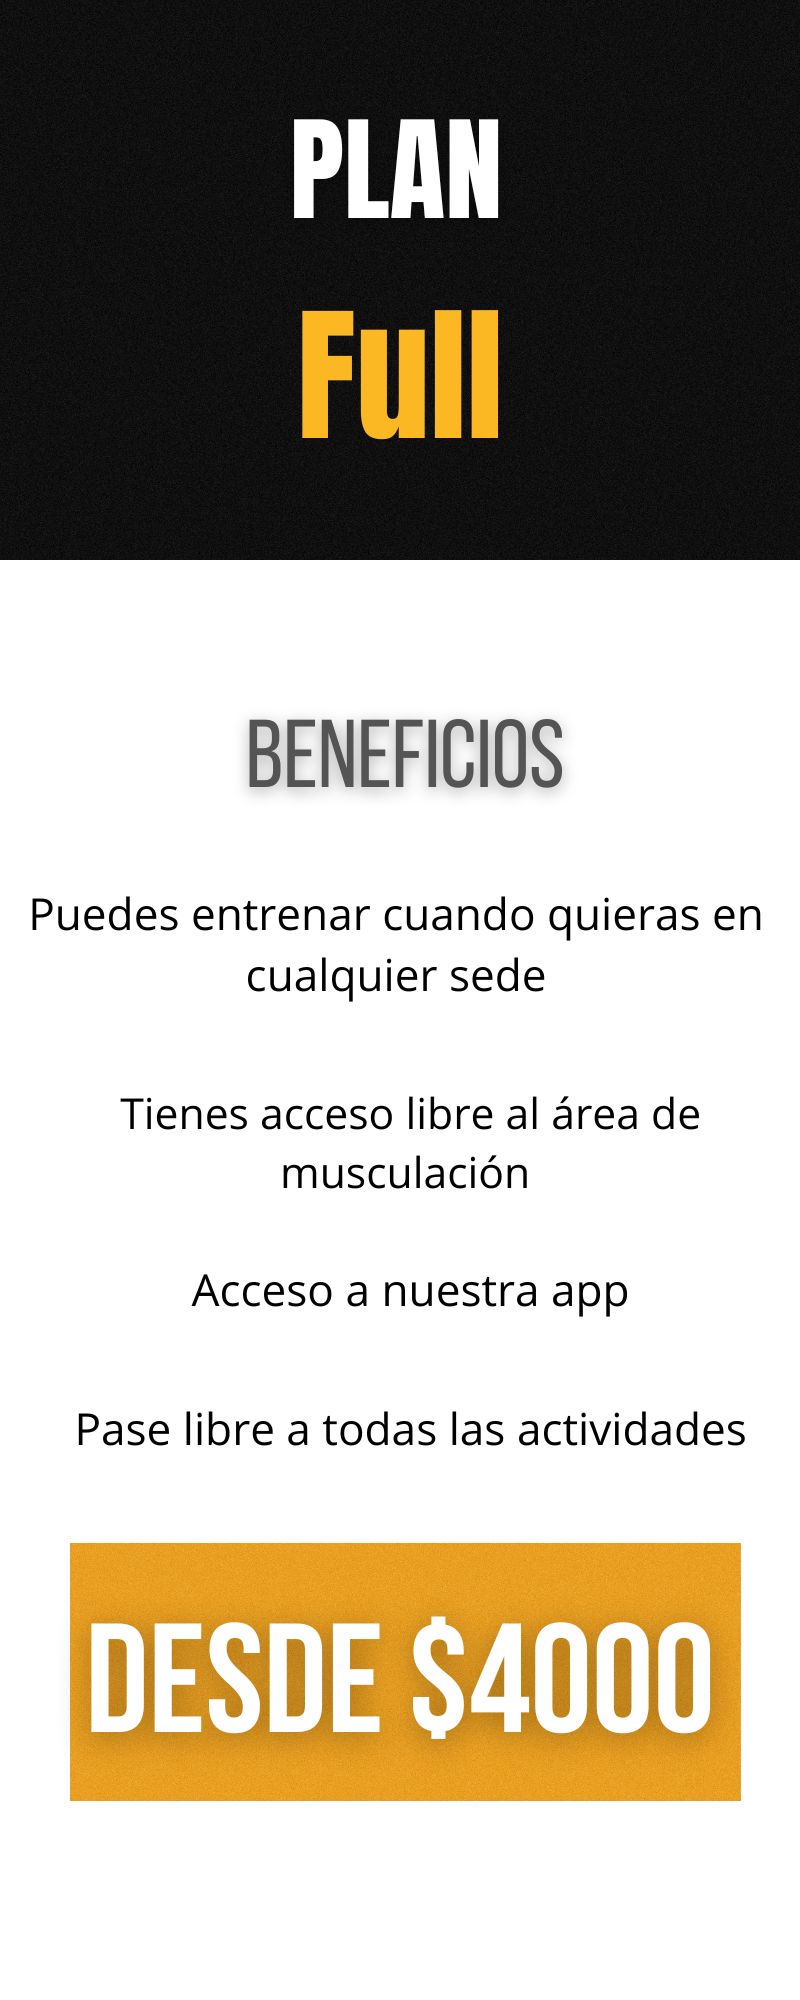 PLAN
Full
BENEFICIOS
Puedes entrenar cuando quieras en
cualquier sede
Tienes acceso libre al área de
musculación
Acceso a nuestra app
Pase libre a todas las actividades
DESDE $4000